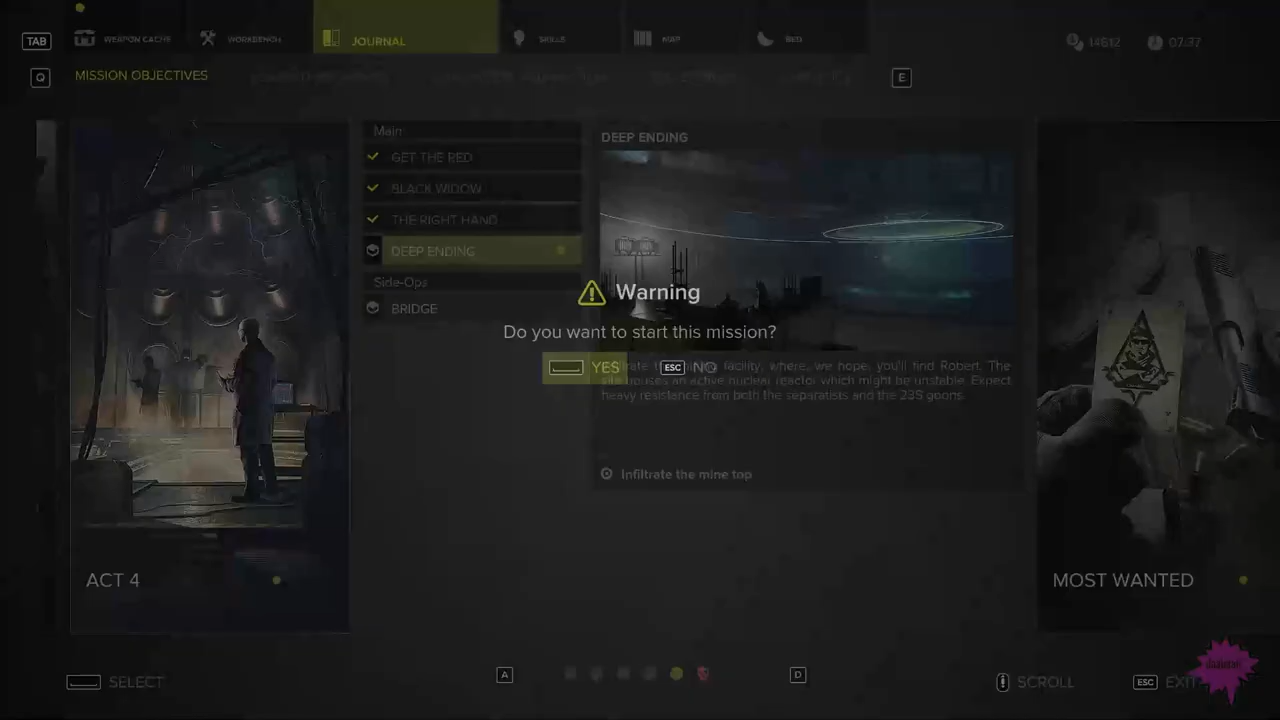 TAB
WEAPON CACHE
WORKBENCH
JOURNAL
SKILLS
MAP
BED
14612
07:37
Q
MISSION OBJECTIVES
E
Main
GET THE RED
BLACK WIDOW
THE RIGHT HAND
DEEP ENDING
Side-Ops
BRIDGE
DEEP ENDING
Warning
Do you want to start this mission?
YES
ESC NO
facility, where, we hope, you'll find Robert. The
an active nuclear reactor which might be unstable. Expect
heavy resistance from both the separatists and the 23S goons.
Infiltrate the mine top
ACT 4
MOST WANTED
SELECT
A
D
SCROLL
ESC EXIT